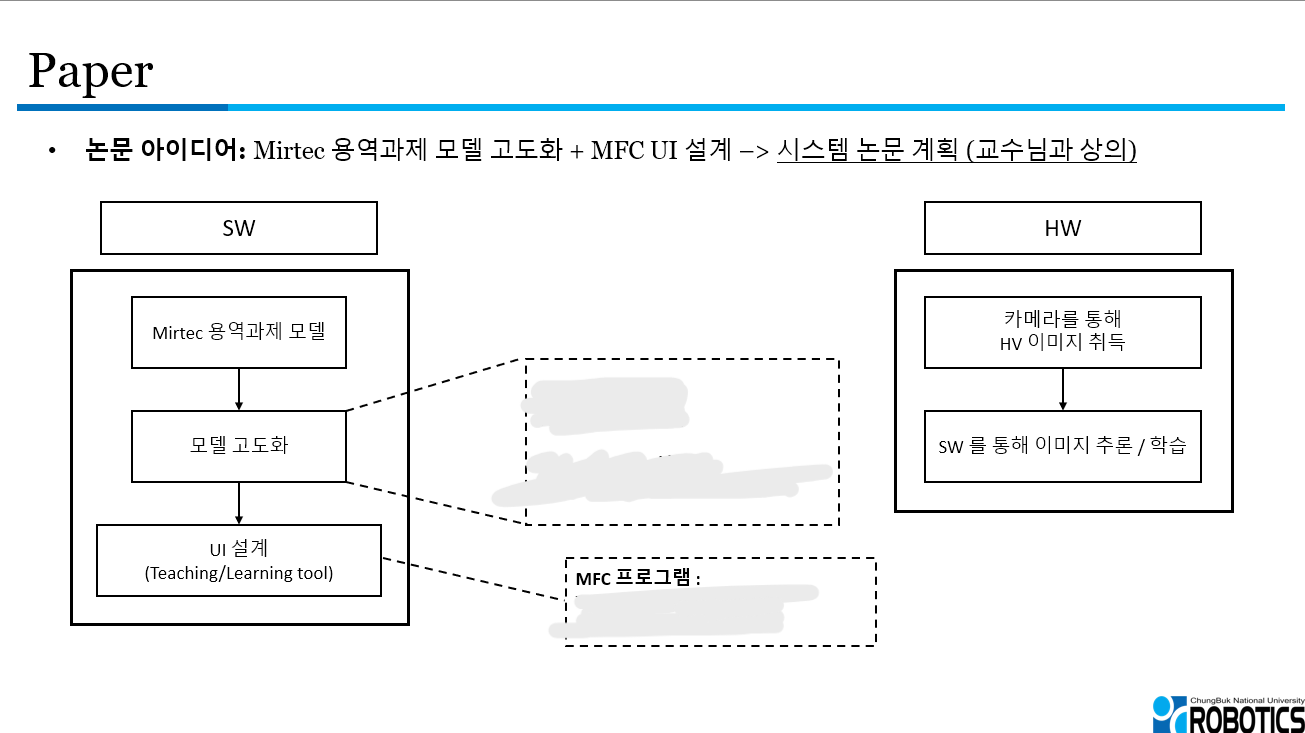 Paper
• 논문 아이디어: Mirtec 용역과제 모델 고도화 + MFC UI 설계 –> 시스템 논문 계획 (교수님과 상의)
SW
Mirtec 용역과제 모델
모델 고도화
UI 설계
(Teaching/Learning tool)
MFC 프로그램 :
HW
카메라를 통해
HV 이미지 취득
SW 를 통해 이미지 추론 / 학습
ChungBuk National University
ROBOTICS